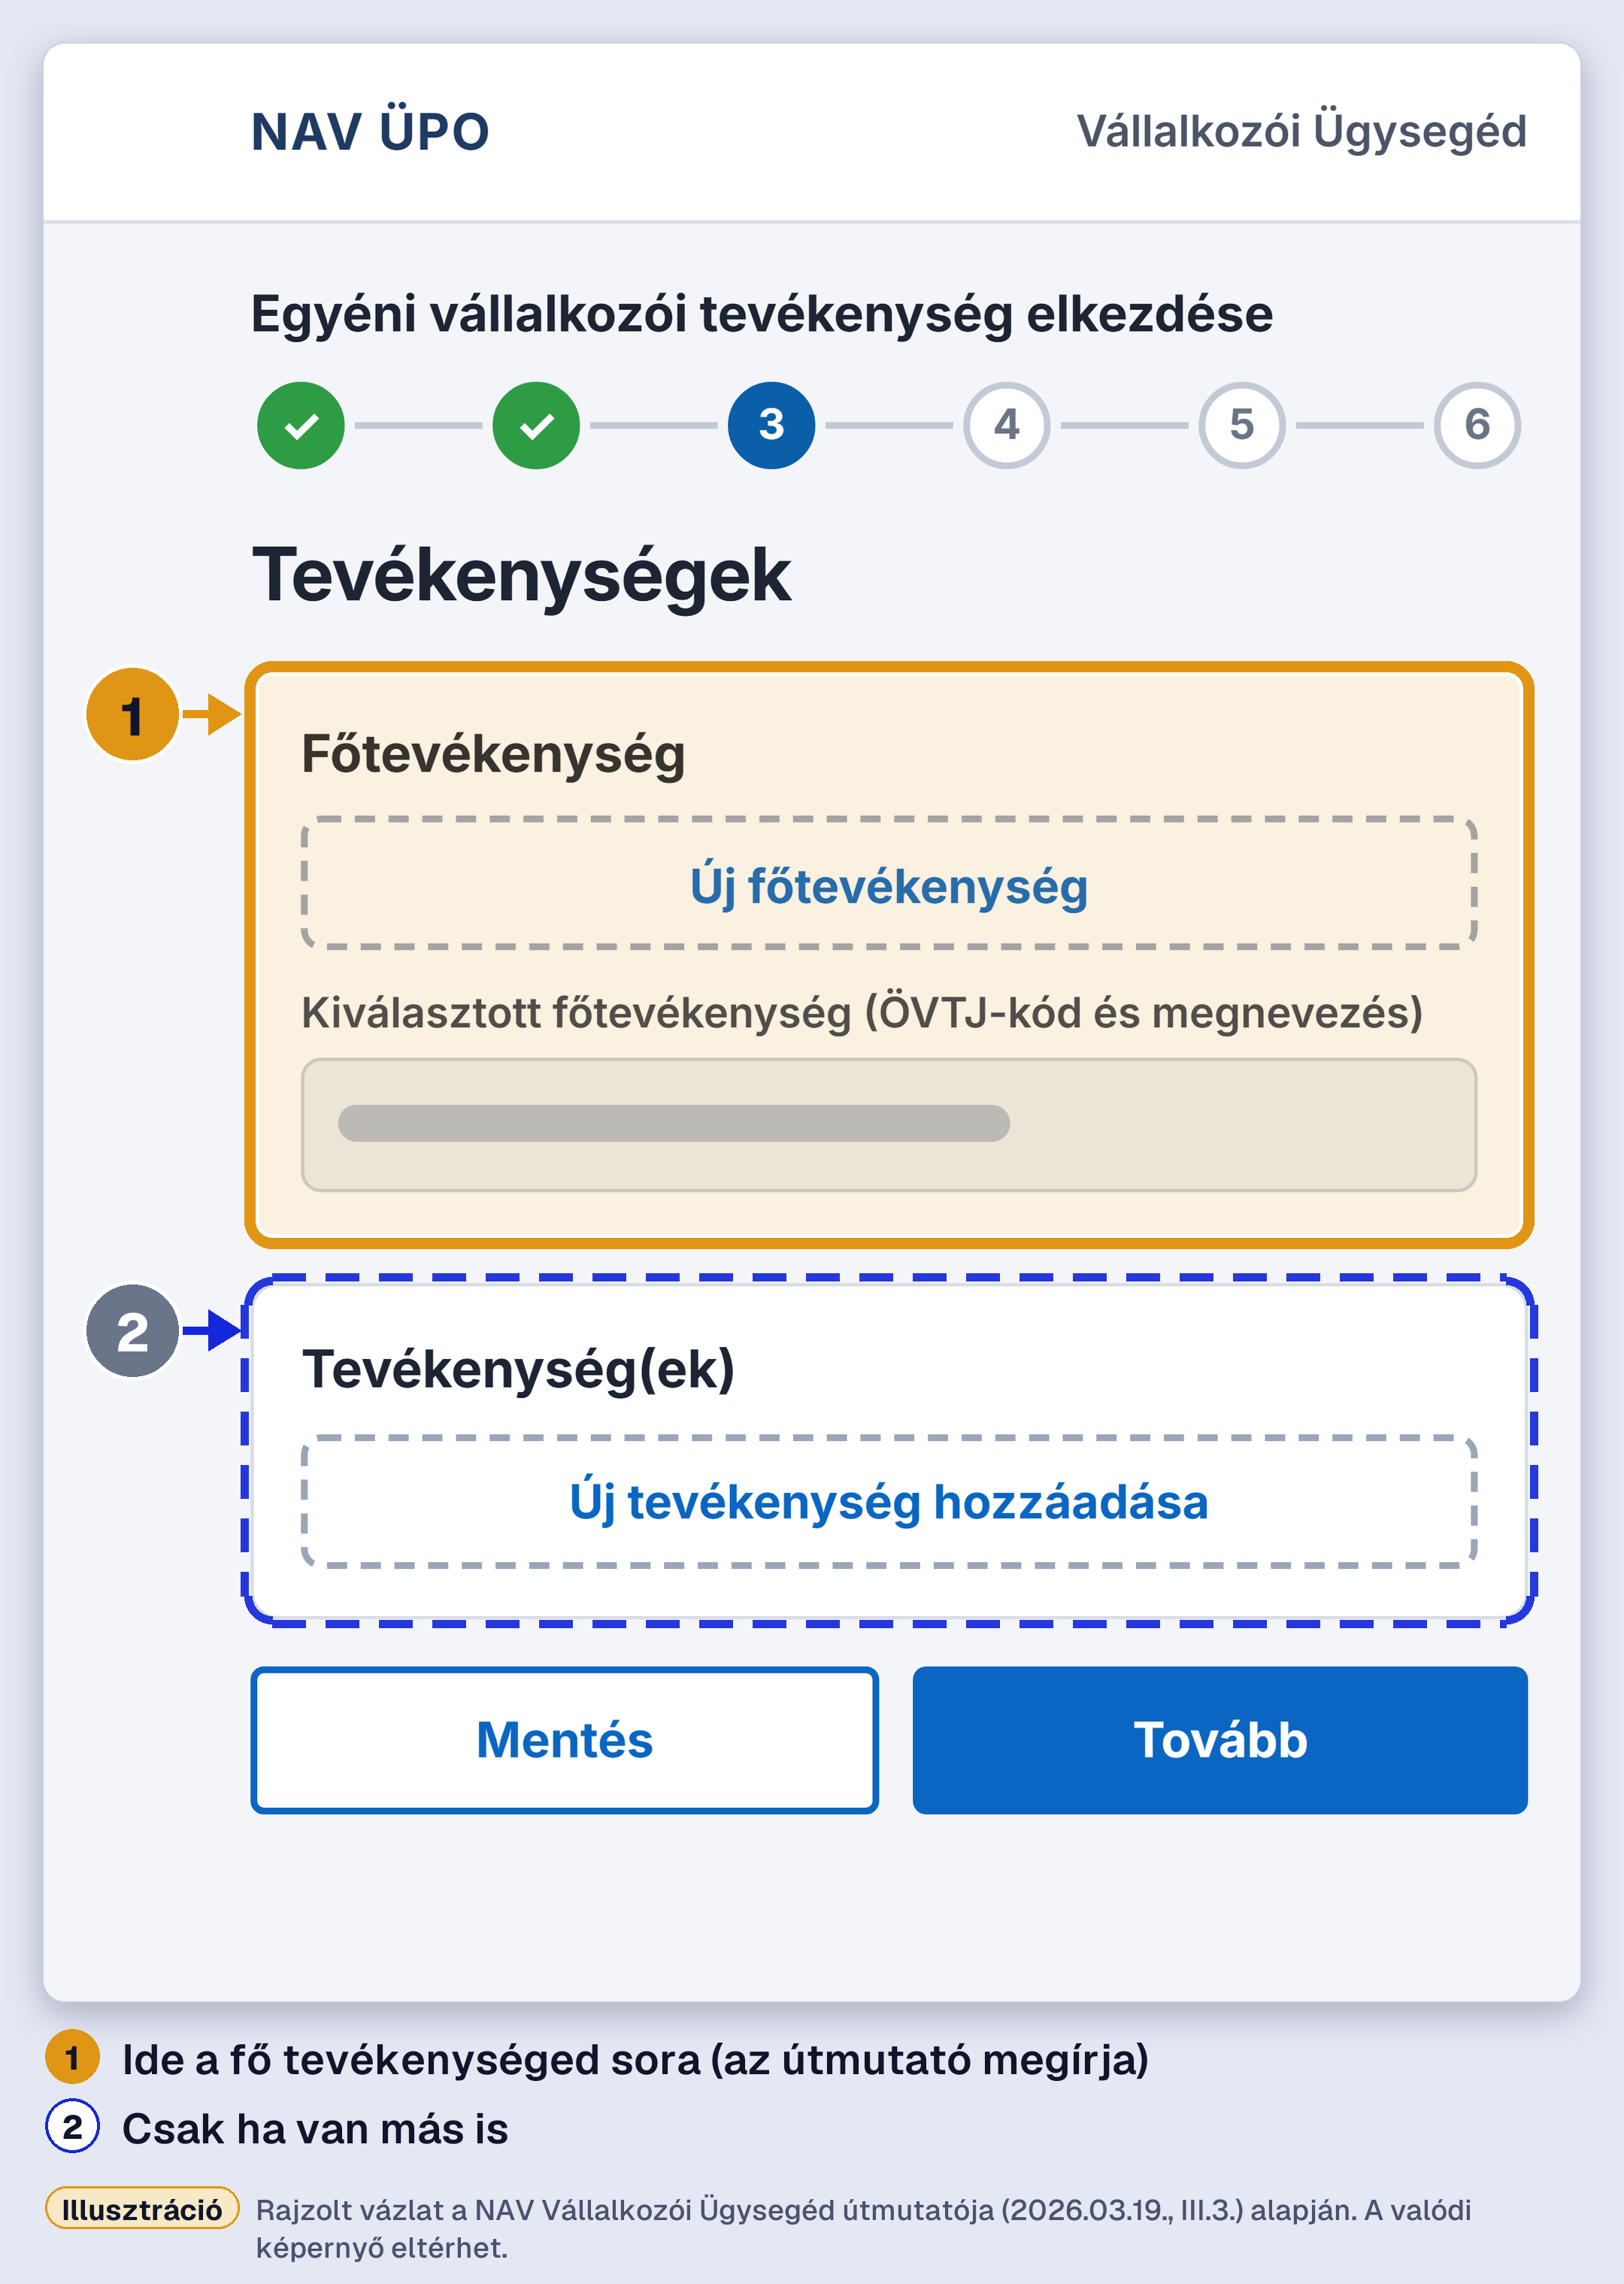 NAV ÜPO
Vállalkozói Ügysegéd
Egyéni vállalkozói tevékenység elkezdése
3
4
5
6
Tevékenységek
1
Főtevékenység
Új főtevékenység
Kiválasztott főtevékenység (ÖVTJ-kód és megnevezés)
2
Tevékenység(ek)
Új tevékenység hozzáadása
Mentés
Tovább
1 Ide a fő tevékenységed sora (az útmutató megírja)
2 Csak ha van más is
Illusztráció Rajzolt vázlat a NAV Vállalkozói Ügysegéd útmutatója (2026.03.19., III.3.) alapján. A valódi
képernyő eltérhet.